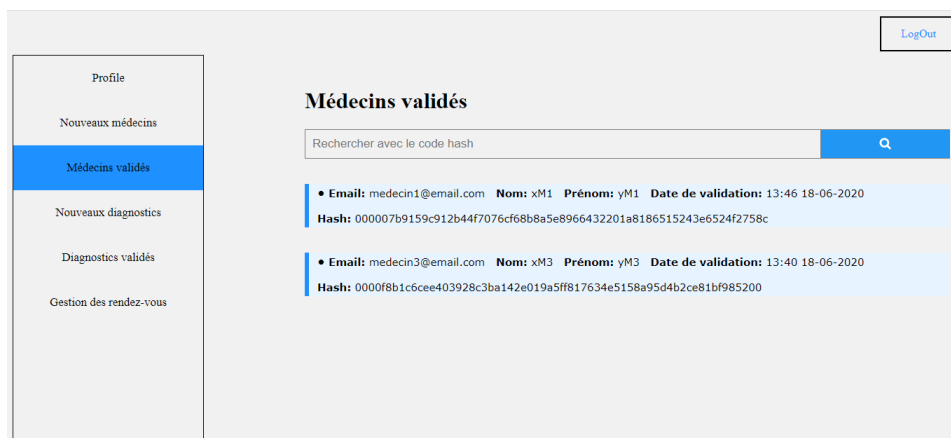 LogOut
Profile
Nouveaux médecins
Médecins validés
Nouveaux diagnostics
Diagnostics validés
Gestion des rendez-vous
Médecins validés
Rechercher avec le code hash
● Email: medecin1@email.com Nom: xM1 Prénom: yM1 Date de validation: 13:46 18-06-2020
Hash: 000007b9159c912b44f7076cf68b8a5e8966432201a8186515243e6524f2758c
● Email: medecin3@email.com Nom: xM3 Prénom: yM3 Date de validation: 13:40 18-06-2020
Hash: 0000f8b1c6cee403928c3ba142e019a5ff817634e5158a95d4b2ce81bf985200